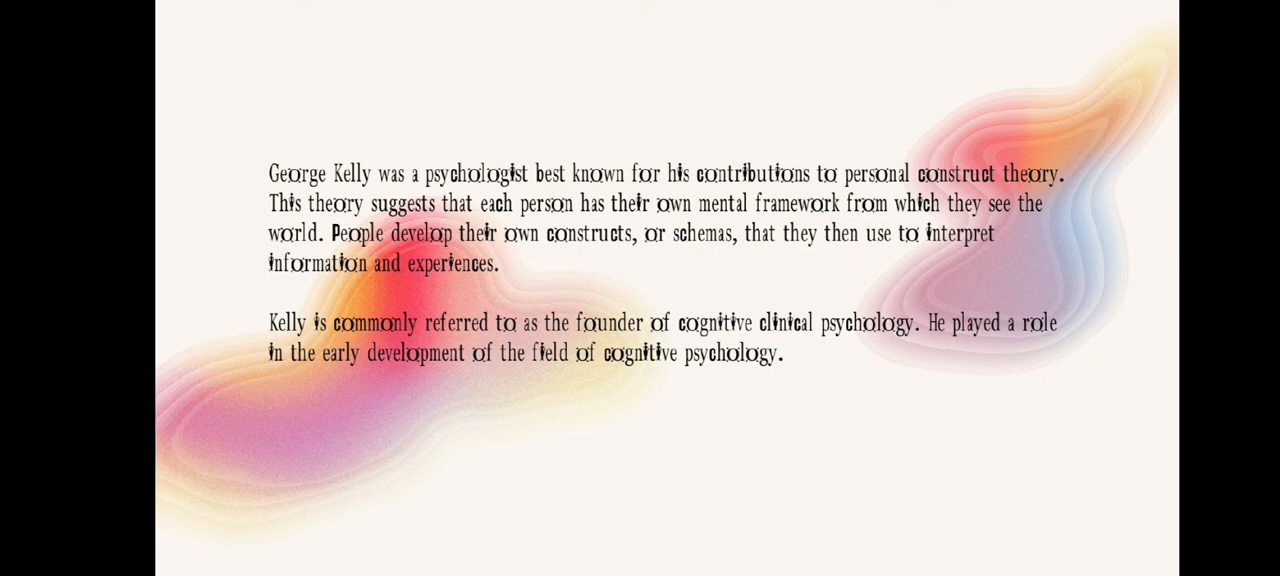 George Kelly was a psychologist best known for his contributions to personal construct theory.
This theory suggests that each person has their own mental framework from which they see the
world. People develop their own constructs, or schemas, that they then use to interpret
information and experiences.
Kelly is commonly referred to as the founder of cognitive clinical psychology. He played a role
in the early development of the field of cognitive psychology.